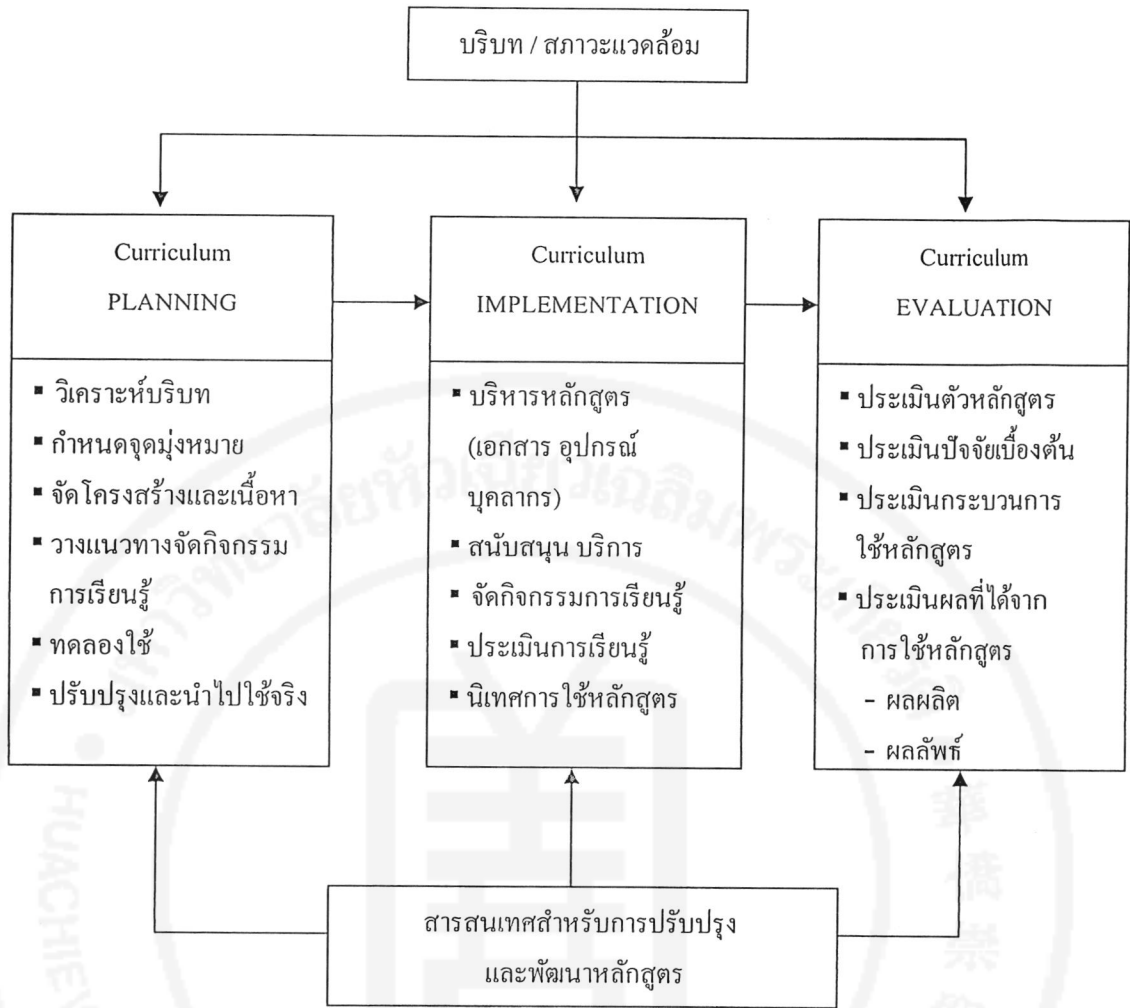 บริบท / สภาวะแวดล้อม
Curriculum
PLANNING
▪ วิเคราะห์บริบท
▪ กำหนดจุดมุ่งหมาย
▪ จัดโครงสร้างและเนื้อหา
▪ วางแนวทางจัดกิจกรรม
การเรียนรู้
▪ ทดลองใช้
▪ ปรับปรุงและนำไปใช้จริง
Curriculum
IMPLEMENTATION
▪ บริหารหลักสูตร
(เอกสาร อุปกรณ์
บุคลากร)
▪ สนับสนุน บริการ
▪ จัดกิจกรรมการเรียนรู้
▪ ประเมินการเรียนรู้
▪ นิเทศการใช้หลักสูตร
Curriculum
EVALUATION
▪ ประเมินตัวหลักสูตร
▪ ประเมินปัจจัยเบื้องต้น
▪ ประเมินกระบวนการ
ใช้หลักสูตร
▪ ประเมินผลที่ได้จาก
การใช้หลักสูตร
- ผลผลิต
- ผลลัพธ์
สารสนเทศสำหรับการปรับปรุง
และพัฒนาหลักสูตร